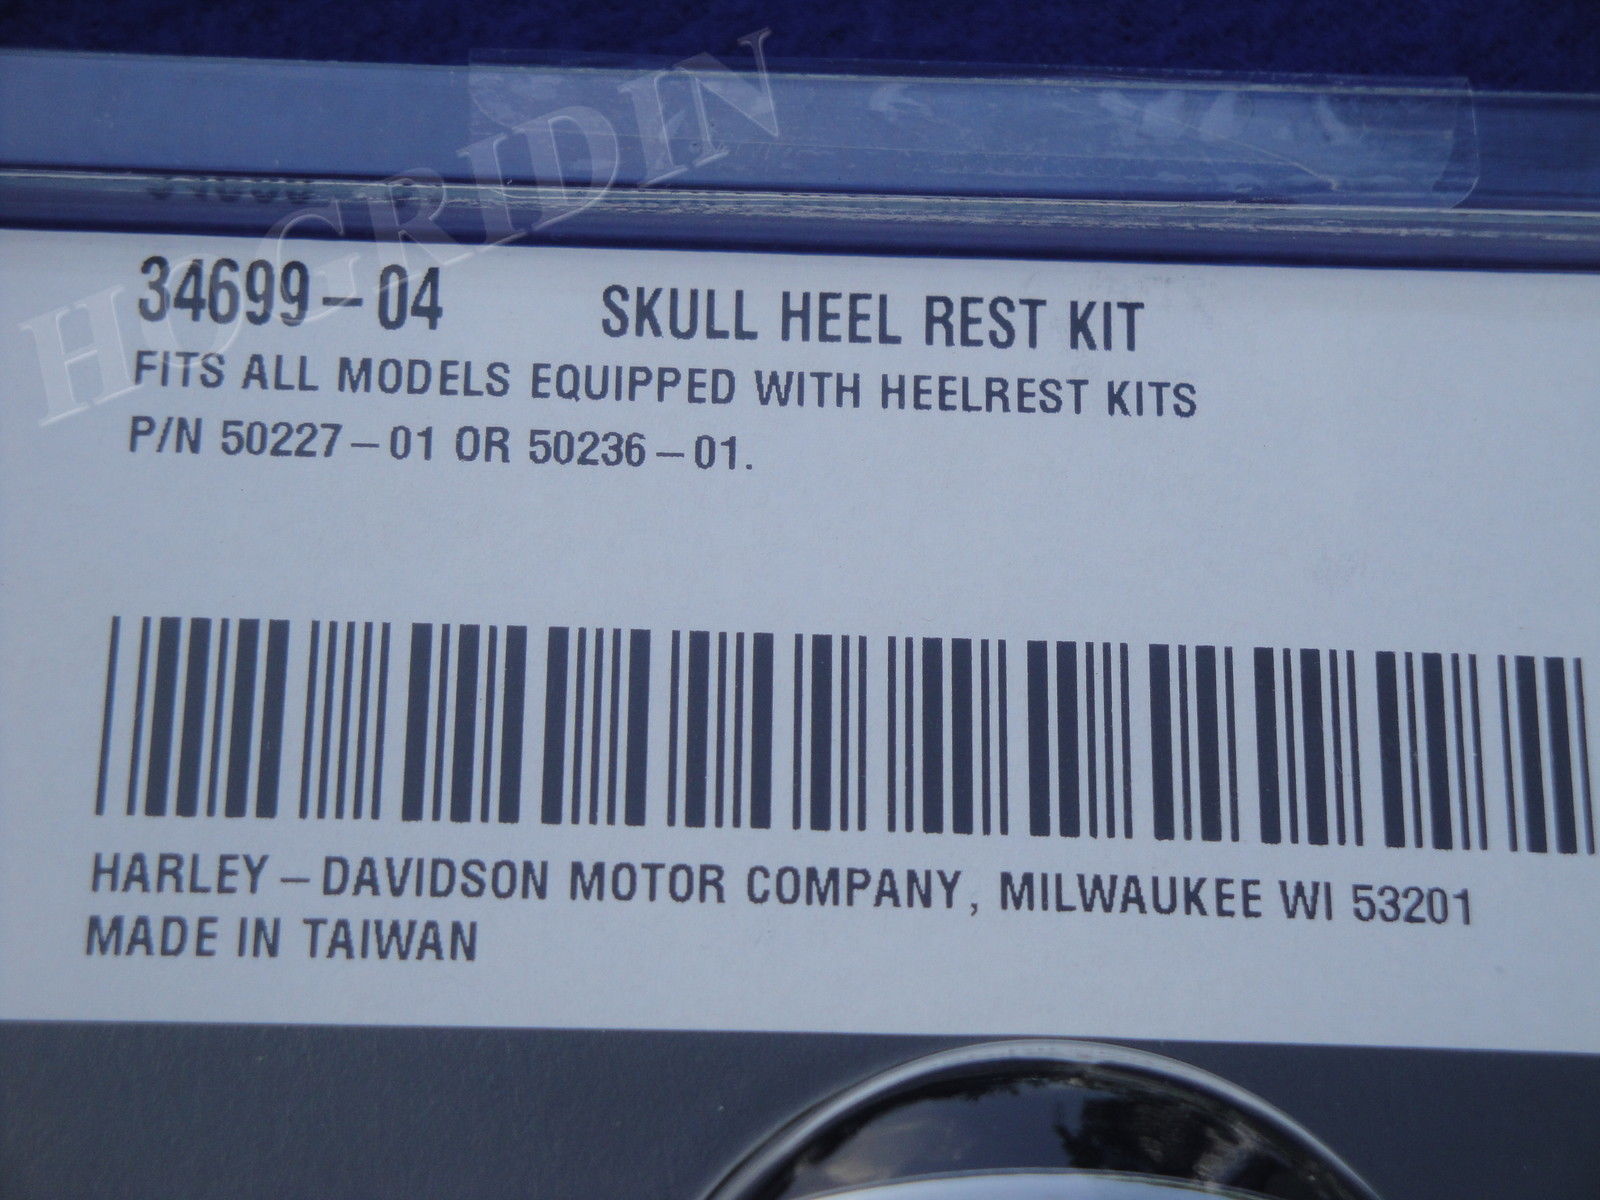 HOGRIDIN
34699-04 SKULL HEEL REST KIT
FITS ALL MODELS EQUIPPED WITH HEELREST KITS
P/N 50227-01 OR 50236-01.
HARLEY-DAVIDSON MOTOR COMPANY, MILWAUKEE WI 53201
MADE IN TAIWAN